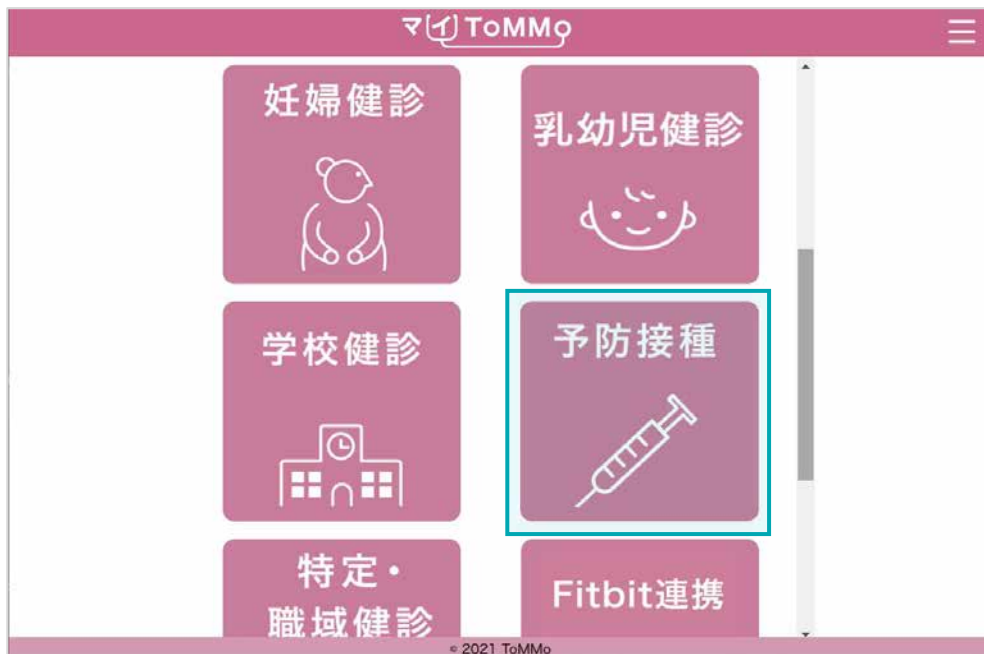 マイToMMo
妊婦健診
乳幼児健診
学校健診
予防接種
特定・
職域健診
Fitbit連携
© 2021 ToMMo